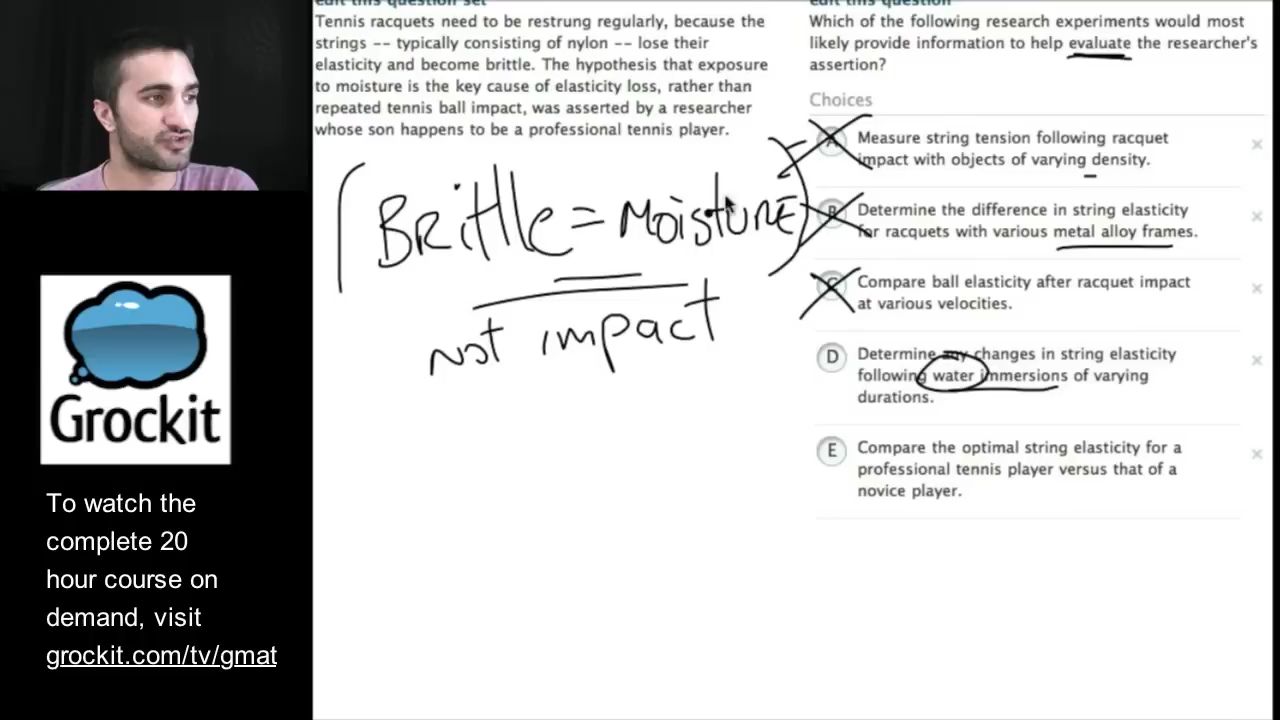 edit this question set
Tennis racquets need to be restrung regularly, because the
strings -- typically consisting of nylon -- lose their
elasticity and become brittle. The hypothesis that exposure
to moisture is the key cause of elasticity loss, rather than
repeated tennis ball impact, was asserted by a researcher
whose son happens to be a professional tennis player.
Brittle = MoistURE
not impact
edit this question
Which of the following research experiments would most
likely provide information to help evaluate the researcher's
assertion?
Choices
A Measure string tension following racquet
impact with objects of varying density.
B Determine the difference in string elasticity
for racquets with various metal alloy frames.
C Compare ball elasticity after racquet impact
at various velocities.
D Determine any changes in string elasticity
following water immersions of varying
durations.
E Compare the optimal string elasticity for a
professional tennis player versus that of a
novice player.
Grockit
To watch the
complete 20
hour course on
demand, visit
grockit.com/tv/gmat